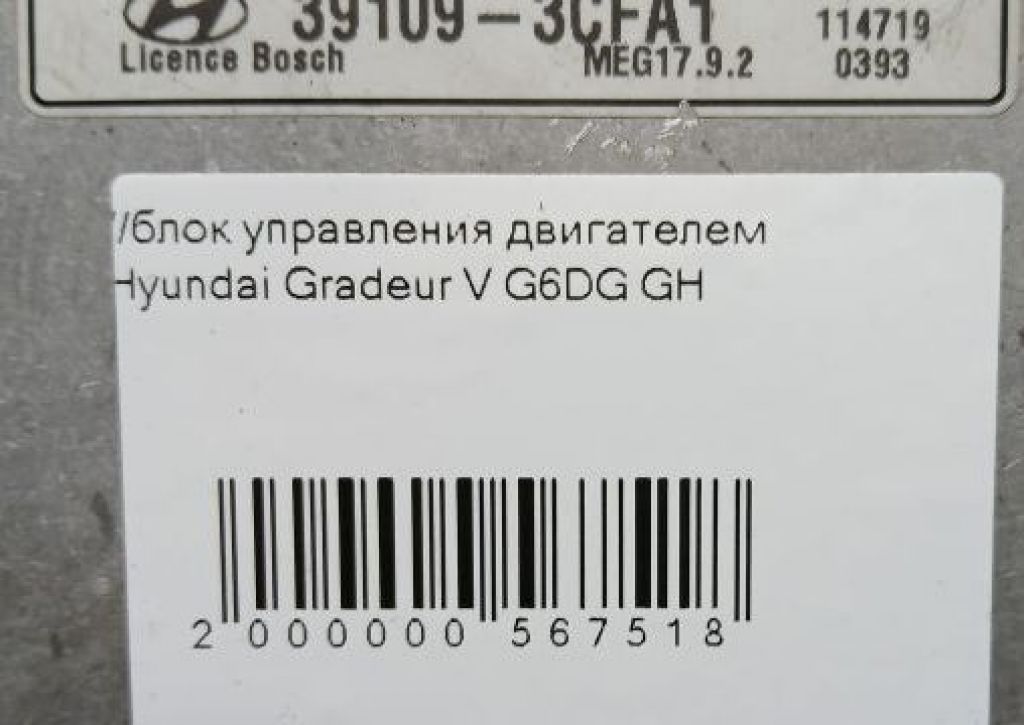 39109-3CFA1
114719
Licence Bosch
MEG17.9.2
0393
/блок управления двигателем
Hyundai Gradeur V G6DG GH
2 000000 567518